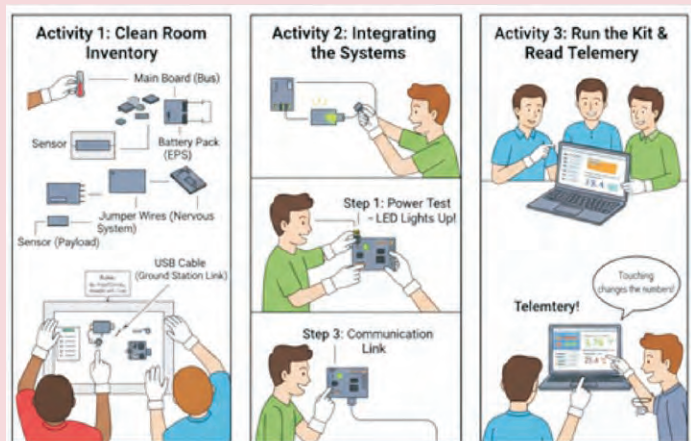 Activity 1: Clean Room
Inventory
Main Board (Bus)
Sensor
Battery Pack
(EPS)
Jumper Wires (Nervous
System)
Sensor (Payload)
USB Cable
(Ground Station Link)
Activity 2: Integrating
the Systems
Step 1: Power Test
- LED Lights Up!
Step 3: Communication
Link
Activity 3: Run the Kit &
Read Telemery
Telemtery!
Touching
changes the numbers!